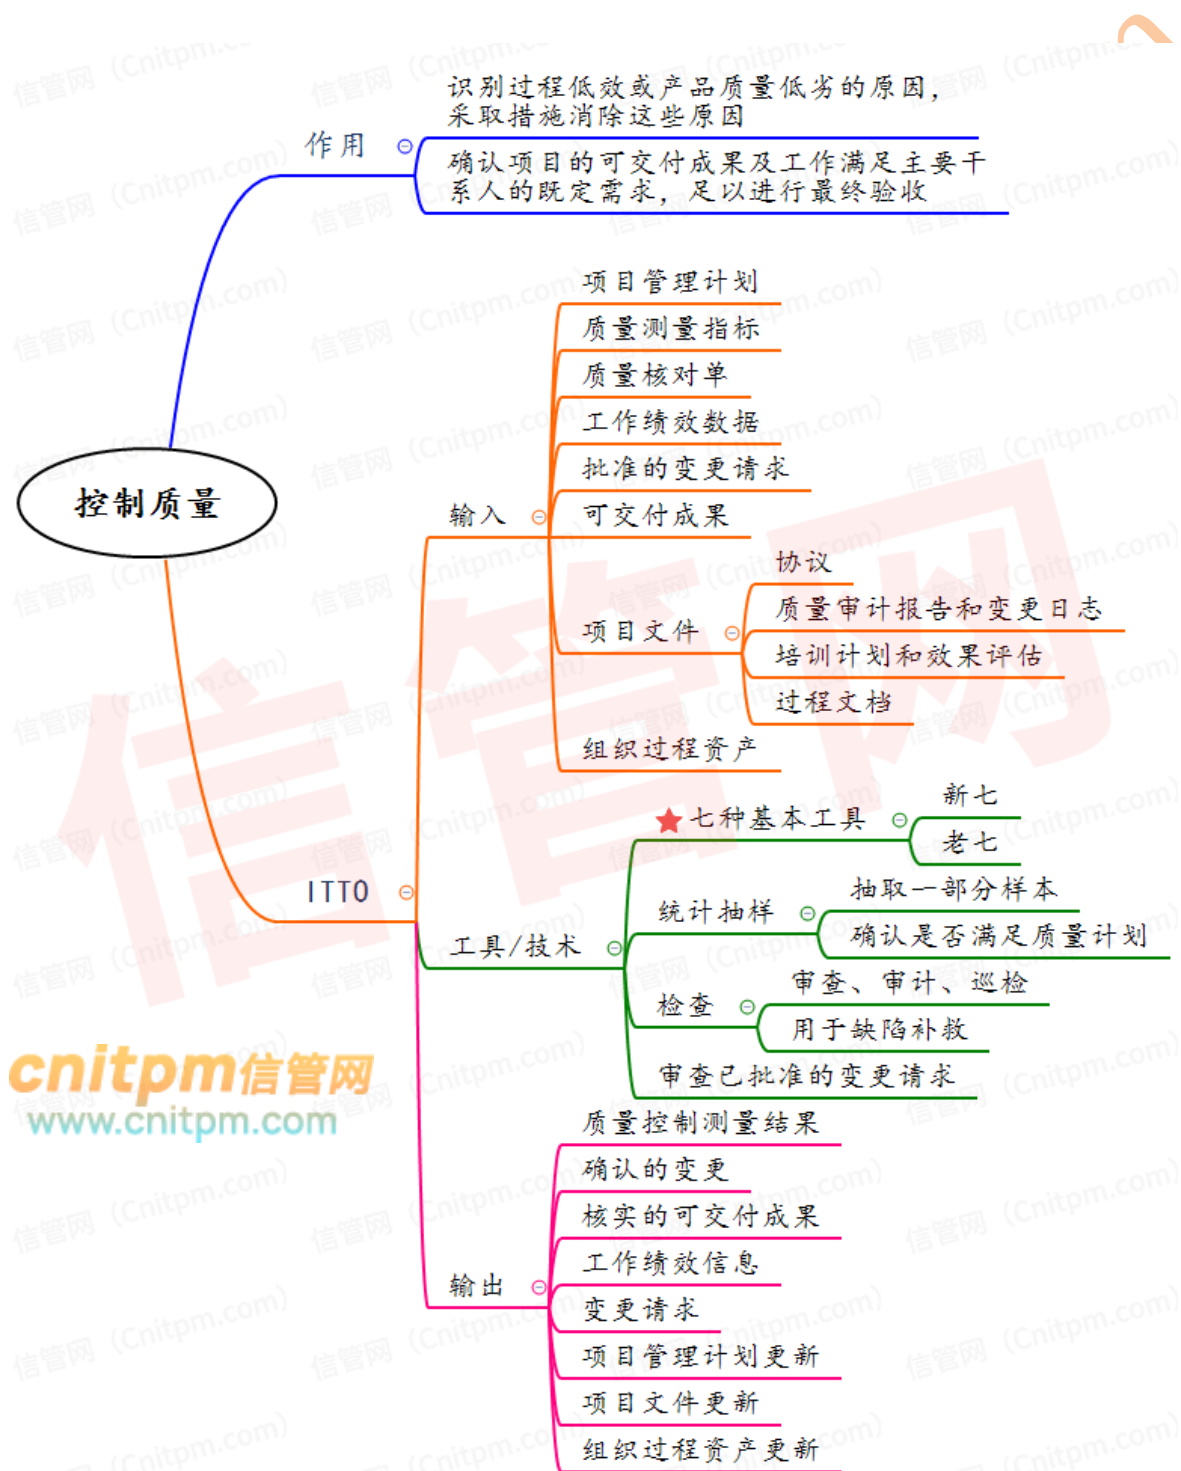 识别过程低效或产品质量低劣的原因，
采取措施消除这些原因
作用
确认项目的可交付成果及工作满足主要干
系人的既定需求，足以进行最终验收
项目管理计划
质量测量指标
质量核对单
工作绩效数据
批准的变更请求
控制质量
输入
可交付成果
协议
质量审计报告和变更日志
项目文件
培训计划和效果评估
过程文档
组织过程资产
新七
七种基本工具
老七
ITTO
抽取一部分样本
统计抽样
确认是否满足质量计划
工具/技术
审查、审计、巡检
检查
用于缺陷补救
审查已批准的变更请求
cnitpm信管网
www.cnitpm.com
质量控制测量结果
确认的变更
核实的可交付成果
工作绩效信息
输出
变更请求
项目管理计划更新
项目文件更新
组织过程资产更新
信管网
信管网（Cnitpm.com）